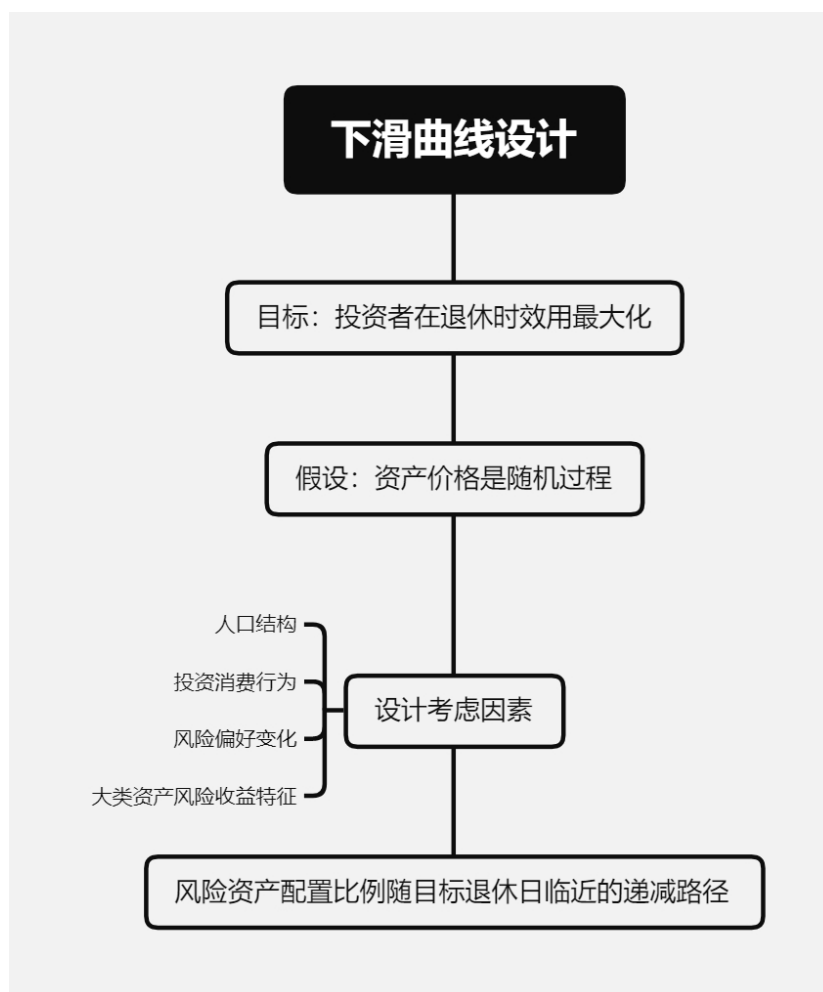 下滑曲线设计
目标：投资者在退休时效用最大化
假设：资产价格是随机过程
人口结构
投资消费行为
风险偏好变化
大类资产风险收益特征
设计考虑因素
风险资产配置比例随目标退休日临近的递减路径